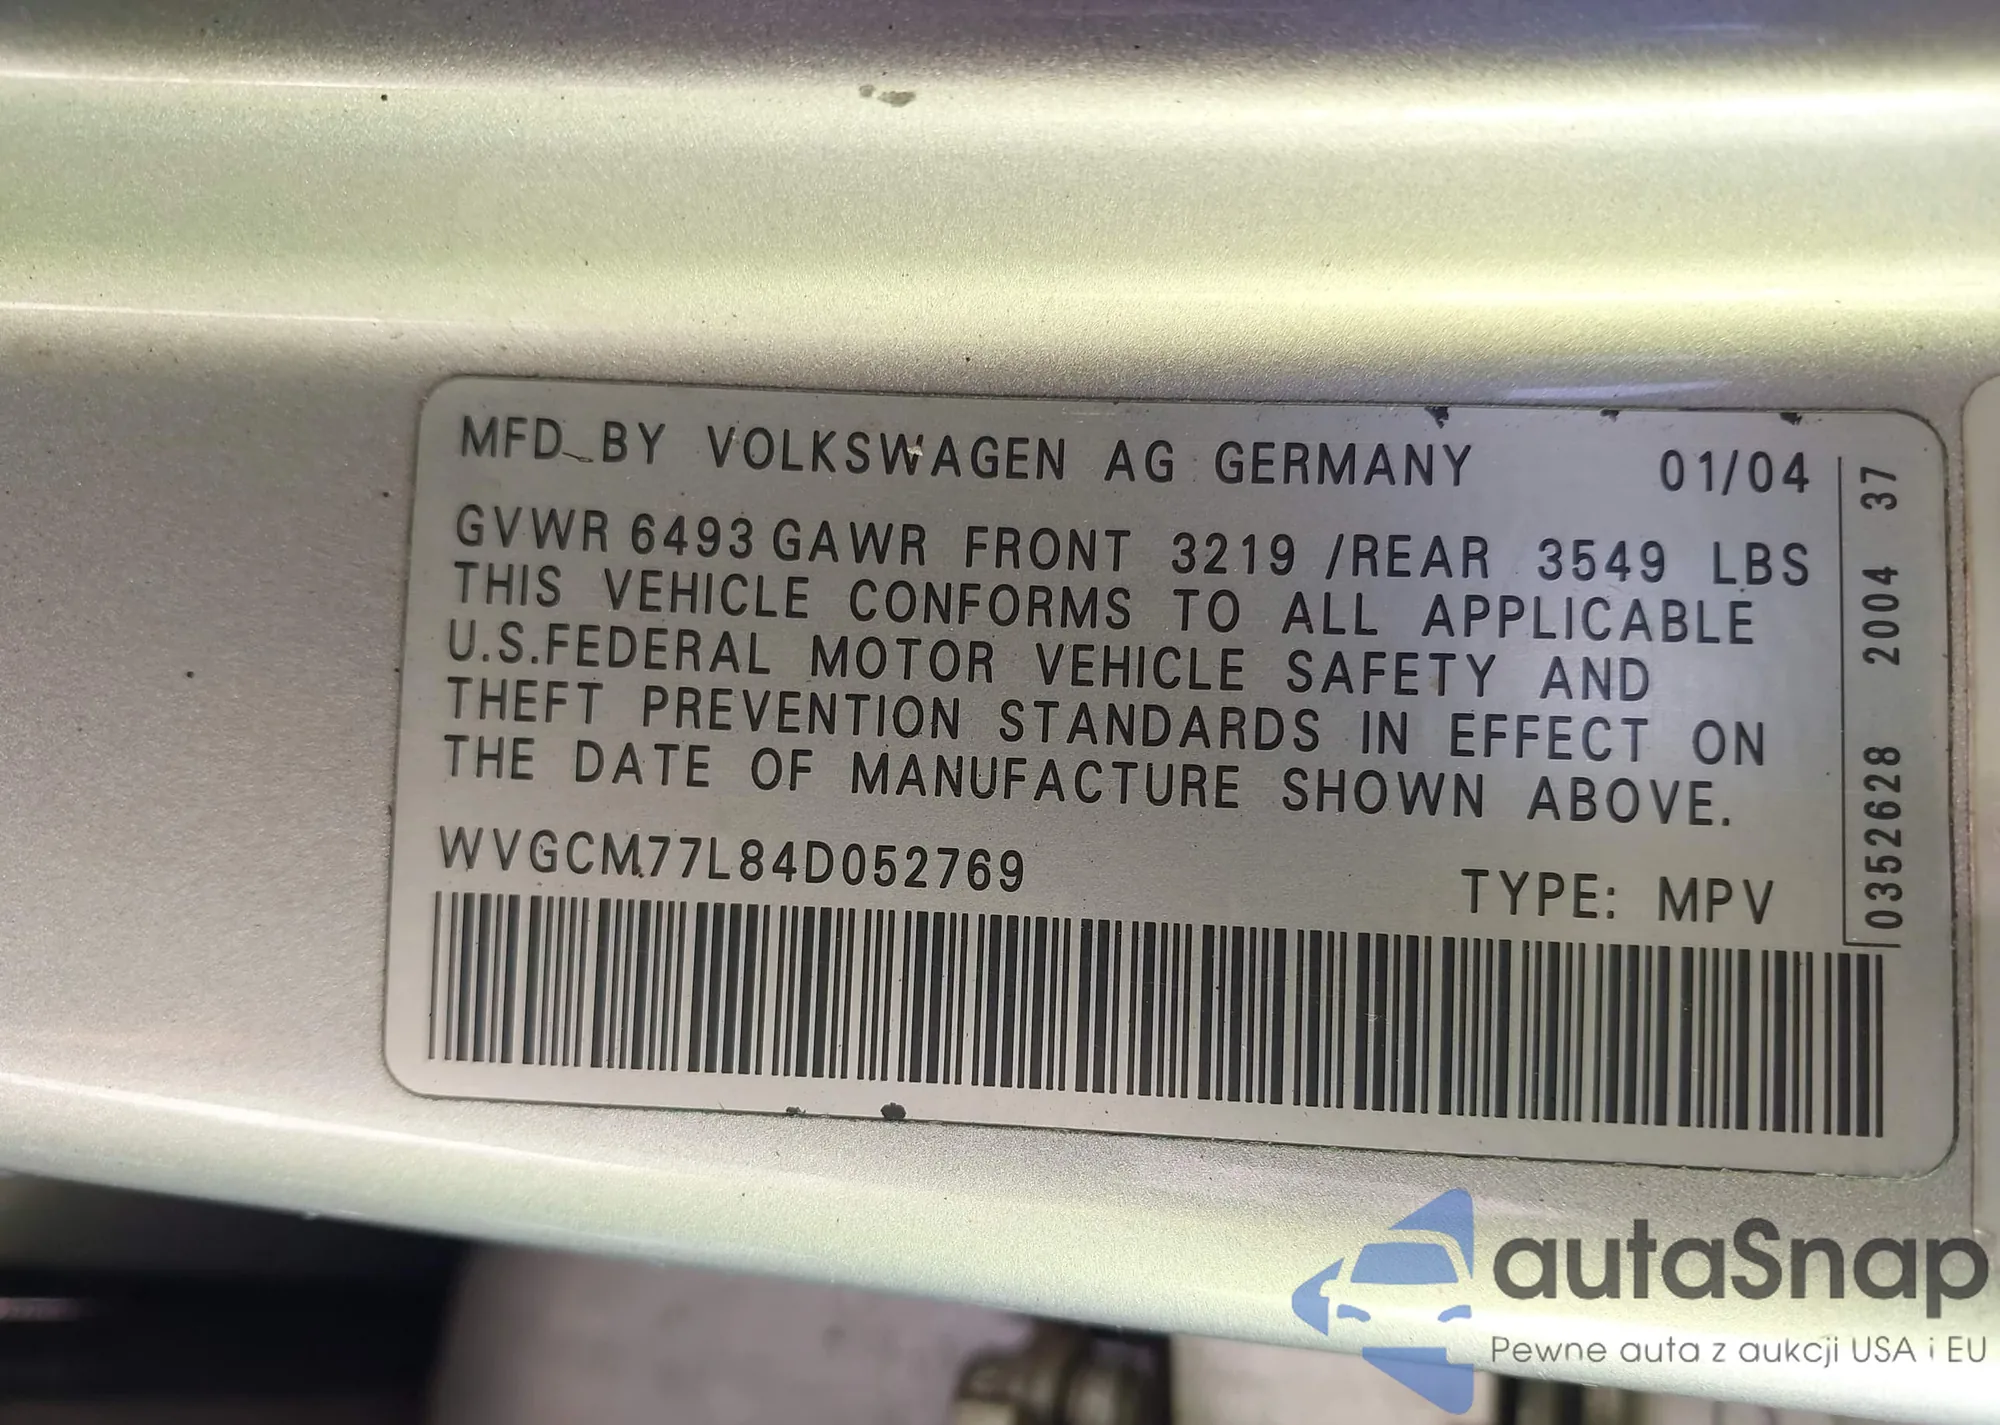 MFD BY VOLKSWAGEN AG GERMANY 01/04
GVWR 6493 GAWR FRONT 3219 /REAR 3549 LBS
THIS VEHICLE CONFORMS TO ALL APPLICABLE
U.S.FEDERAL MOTOR VEHICLE SAFETY AND
THEFT PREVENTION STANDARDS IN EFFECT ON
THE DATE OF MANUFACTURE SHOWN ABOVE.
WVGCM77L84D052769
TYPE: MPV
0352628 2004 37
autaSnap
Pewne auta z aukcji USA i EU